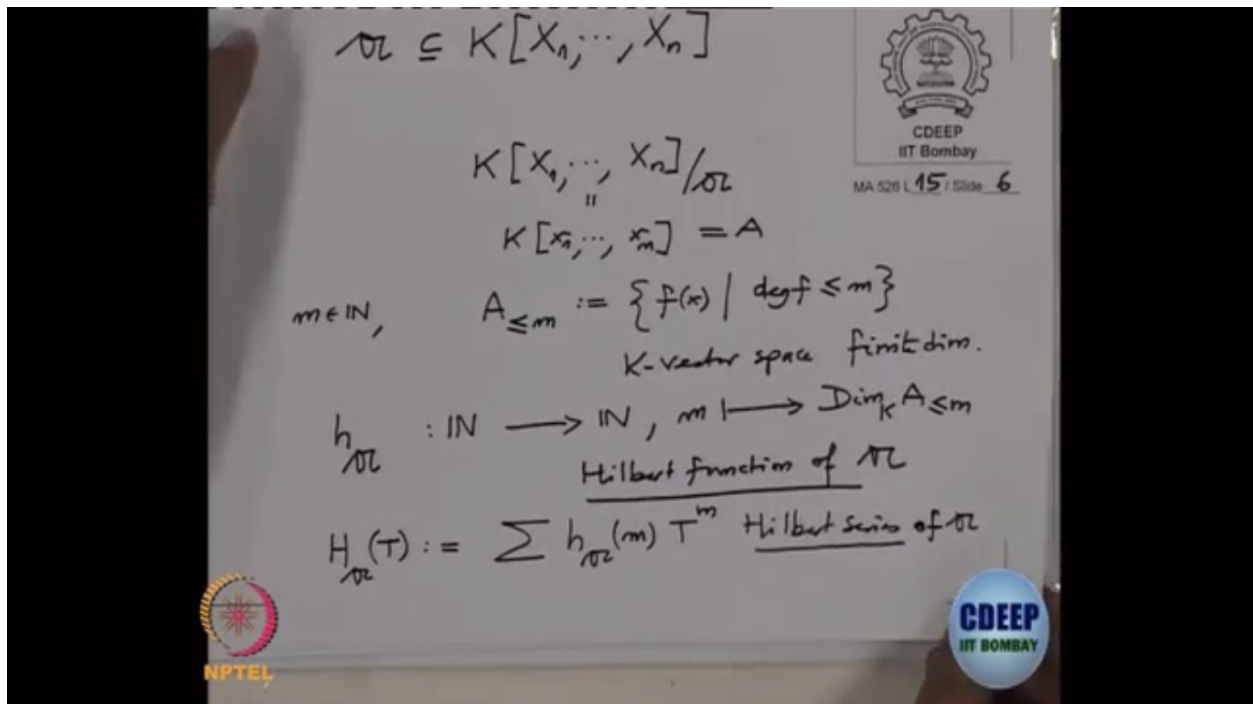 𝔞 ⊆ K[X₁,⋯,Xₙ]
CDEEP
IIT Bombay
MA 526 L 15 / Slide 6
K[X₁,⋯,Xₙ]/𝔞
||
K[x₁,⋯,xₙ] = A
m ∈ ℕ, A≤m := {f(x) | deg f ≤ m}
K-vector space finite dim.
h𝔞 : ℕ ⟶ ℕ, m ⟼ Dim_K A≤m
Hilbert function of 𝔞
H𝔞(T) := ∑ h𝔞(m) Tᵐ Hilbert series of 𝔞
NPTEL
CDEEP
IIT BOMBAY